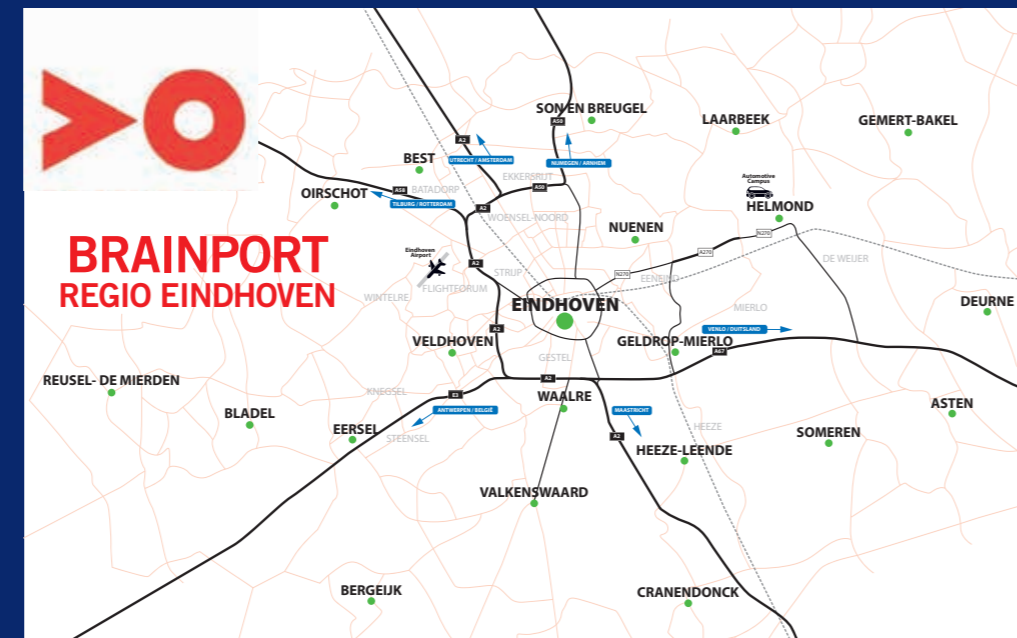 SON EN BREUGEL
LAARBEEK
GEMERT-BAKEL
A50
A2
UTRECHT / AMSTERDAM
NIJMEGEN / ARNHEM
BEST
EKKERSRIJT
BATADORP
A58
A50
OIRSCHOT
TILBURG / ROTTERDAM
A2
WOENSEL-NOORD
Automotive
Campus
HELMOND
NUENEN
N270
BRAINPORT
REGIO EINDHOVEN
Eindhoven
Airport
A2
STRIJP
A270
N270
EENEIND
DE WEIJER
WINTELRE
FLIGHTFORUM
EINDHOVEN
MIERLO
DEURNE
A2
VENLO / DUITSLAND
VELDHOVEN
GELDROP-MIERLO
A67
GESTEL
REUSEL- DE MIERDEN
A2
KNEGSEL
E3
WAALRE
BLADEL
ANTWERPEN / BELGIË
MAASTRICHT
ASTEN
EERSEL
STEENSEL
A2
HEEZE
SOMEREN
HEEZE-LEENDE
VALKENSWAARD
BERGEIJK
CRANENDONCK